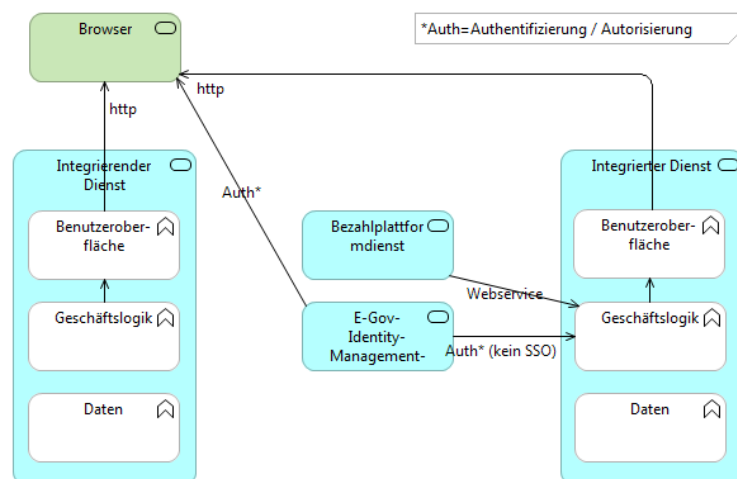 Browser
*Auth=Authentifizierung / Autorisierung
http
http
Integrierender
Dienst
Auth*
Integrierter Dienst
Benutzerober-
fläche
Bezahlplattfor
mdienst
Benutzerober-
fläche
Webservice
Geschäftslogik
E-Gov-
Identity-
Management-
Auth* (kein SSO)
Geschäftslogik
Daten
Daten